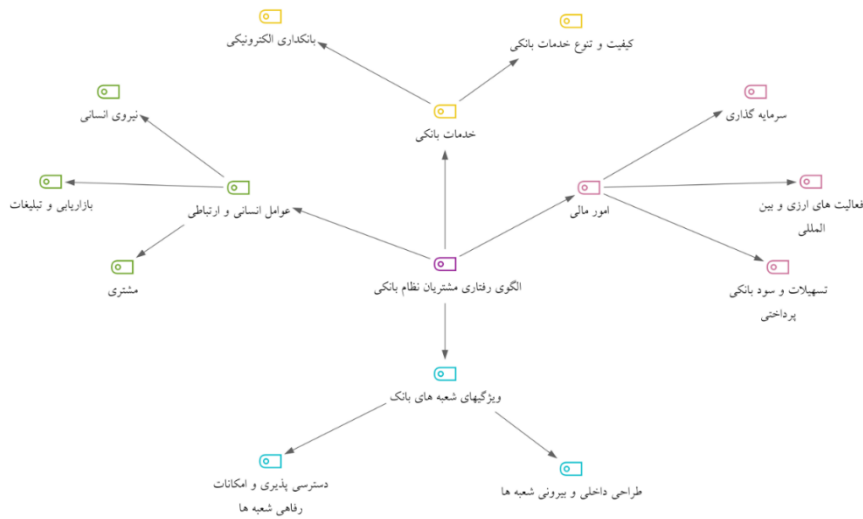 بانکداری الکترونیکی
کیفیت و تنوع خدمات بانکی
نیروی انسانی
خدمات بانکی
سرمایه گذاری
بازاریابی و تبلیغات
عوامل انسانی و ارتباطی
امور مالی
فعالیت های ارزی و بین
المللی
مشتری
الگوی رفتاری مشتریان نظام بانکی
تسهیلات و سود بانکی
پرداختی
ویژگیهای شعبه های بانک
دسترسی پذیری و امکانات
رفاهی شعبه ها
طراحی داخلی و بیرونی شعبه ها